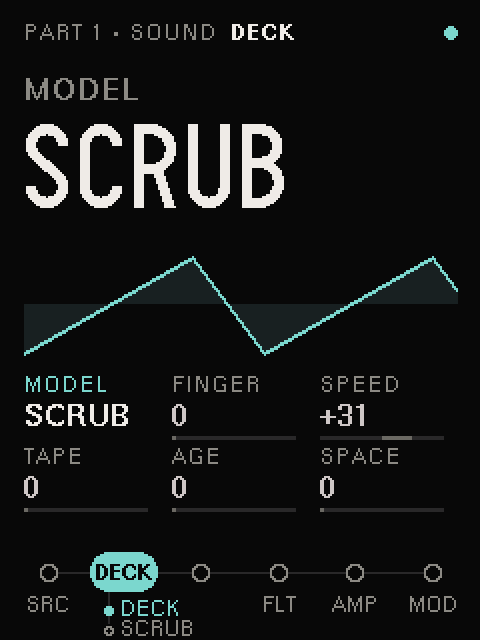 PART 1 · SOUND DECK
MODEL
SCRUB
MODEL FINGER SPEED
SCRUB 0 +31
TAPE AGE SPACE
0 0 0
DECK
SRC DECK FLT AMP MOD
SCRUB